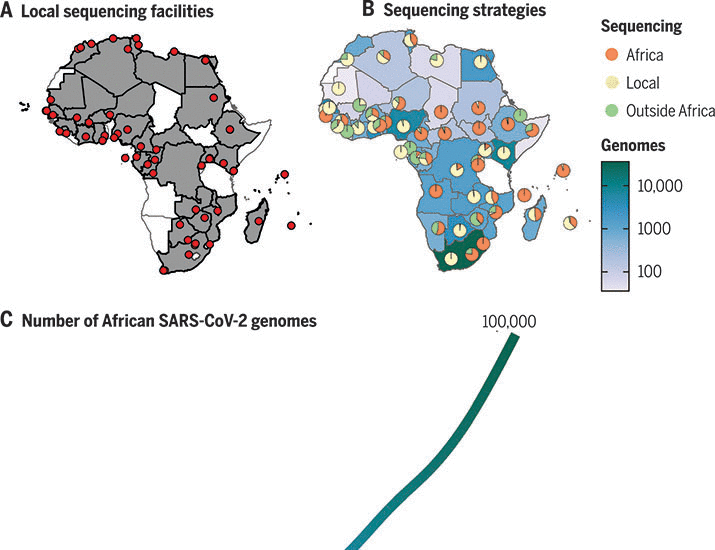 A Local sequencing facilities
B Sequencing strategies
Sequencing
Africa
Local
Outside Africa
Genomes
10,000
1000
100
C Number of African SARS-CoV-2 genomes
100,000